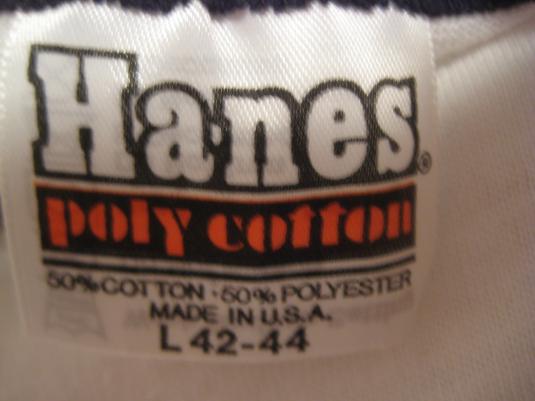 Hanes®
poly cotton
50% COTTON · 50% POLYESTER
MADE IN U.S.A.
L 42-44